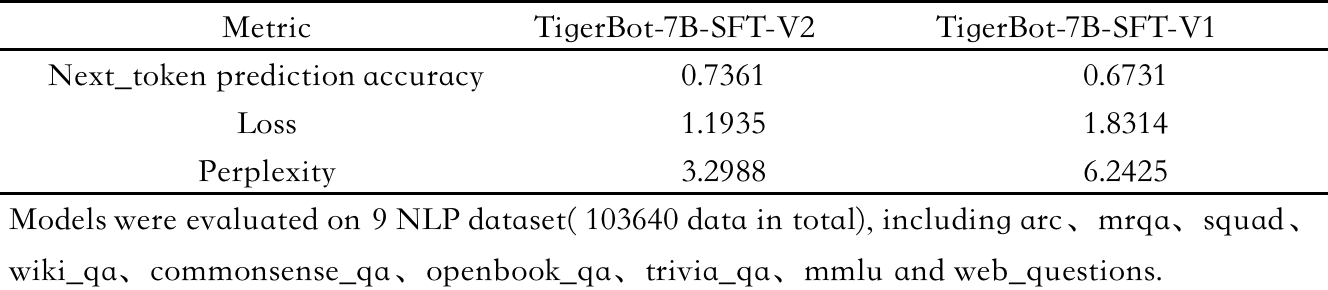 Metric TigerBot-7B-SFT-V2 TigerBot-7B-SFT-V1
Next_token prediction accuracy 0.7361 0.6731
Loss 1.1935 1.8314
Perplexity 3.2988 6.2425
Models were evaluated on 9 NLP dataset( 103640 data in total), including arc、mrqa、squad、
wiki_qa、commonsense_qa、openbook_qa、trivia_qa、mmlu and web_questions.